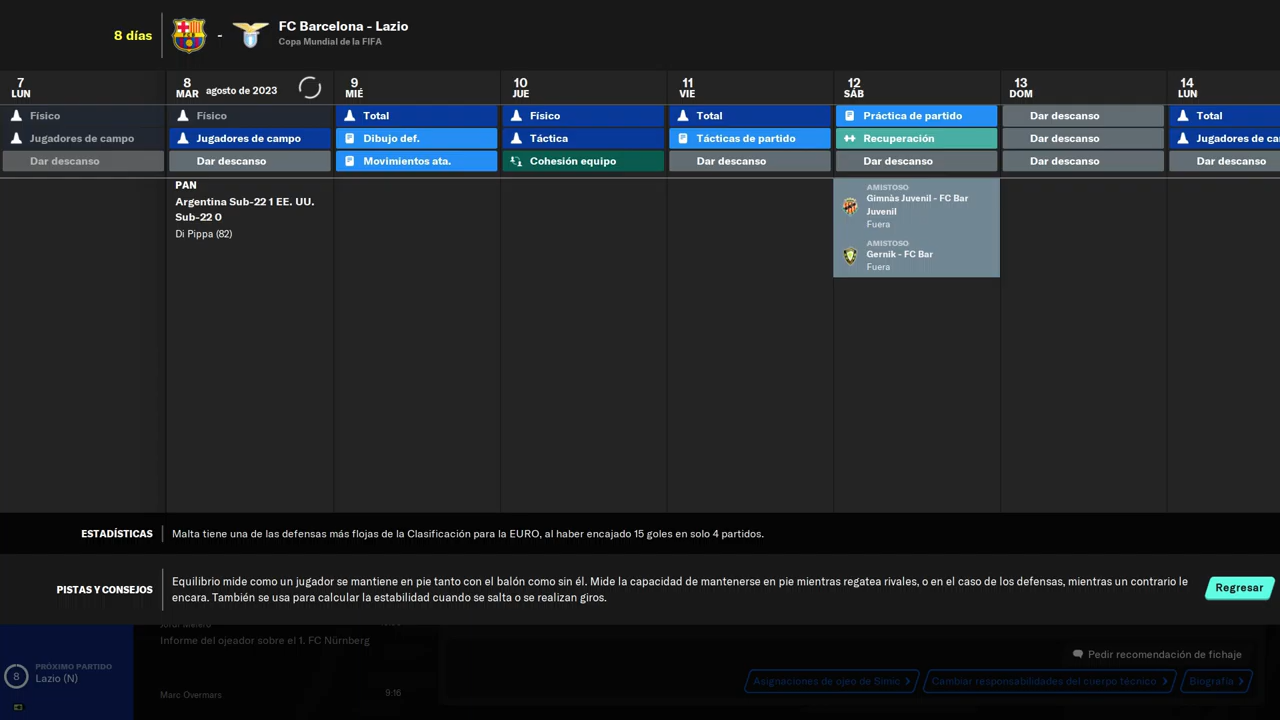 8 días
-
FC Barcelona - Lazio
Copa Mundial de la FIFA
7
LUN
8
MAR
agosto de 2023
9
MIÉ
10
JUE
11
VIE
12
SÁB
13
DOM
14
LUN
Físico
Físico
Total
Físico
Total
Práctica de partido
Dar descanso
Total
Jugadores de campo
Jugadores de campo
Dibujo def.
Táctica
Tácticas de partido
Recuperación
Dar descanso
Jugadores de ca
Dar descanso
Dar descanso
Movimientos ata.
Cohesión equipo
Dar descanso
Dar descanso
Dar descanso
Dar descanso
PAN
Argentina Sub-22 1 EE. UU.
Sub-22 0
Di Pippa (82)
AMISTOSO
Gimnàs Juvenil - FC Bar
Juvenil
Fuera
AMISTOSO
Gernik - FC Bar
Fuera
ESTADÍSTICAS
Malta tiene una de las defensas más flojas de la Clasificación para la EURO, al haber encajado 15 goles en solo 4 partidos.
PISTAS Y CONSEJOS
Equilibrio mide como un jugador se mantiene en pie tanto con el balón como sin él. Mide la capacidad de mantenerse en pie mientras regatea rivales, o en el caso de los defensas, mientras un contrario le
encara. También se usa para calcular la estabilidad cuando se salta o se realizan giros.
Regresar
Informe del ojeador sobre el 1. FC Nürnberg
Pedir recomendación de fichaje
PRÓXIMO PARTIDO
8
Lazio (N)
Marc Overmars
9:16
Asignaciones de ojeo de Simic
Cambiar responsabilidades del cuerpo técnico
Biografía